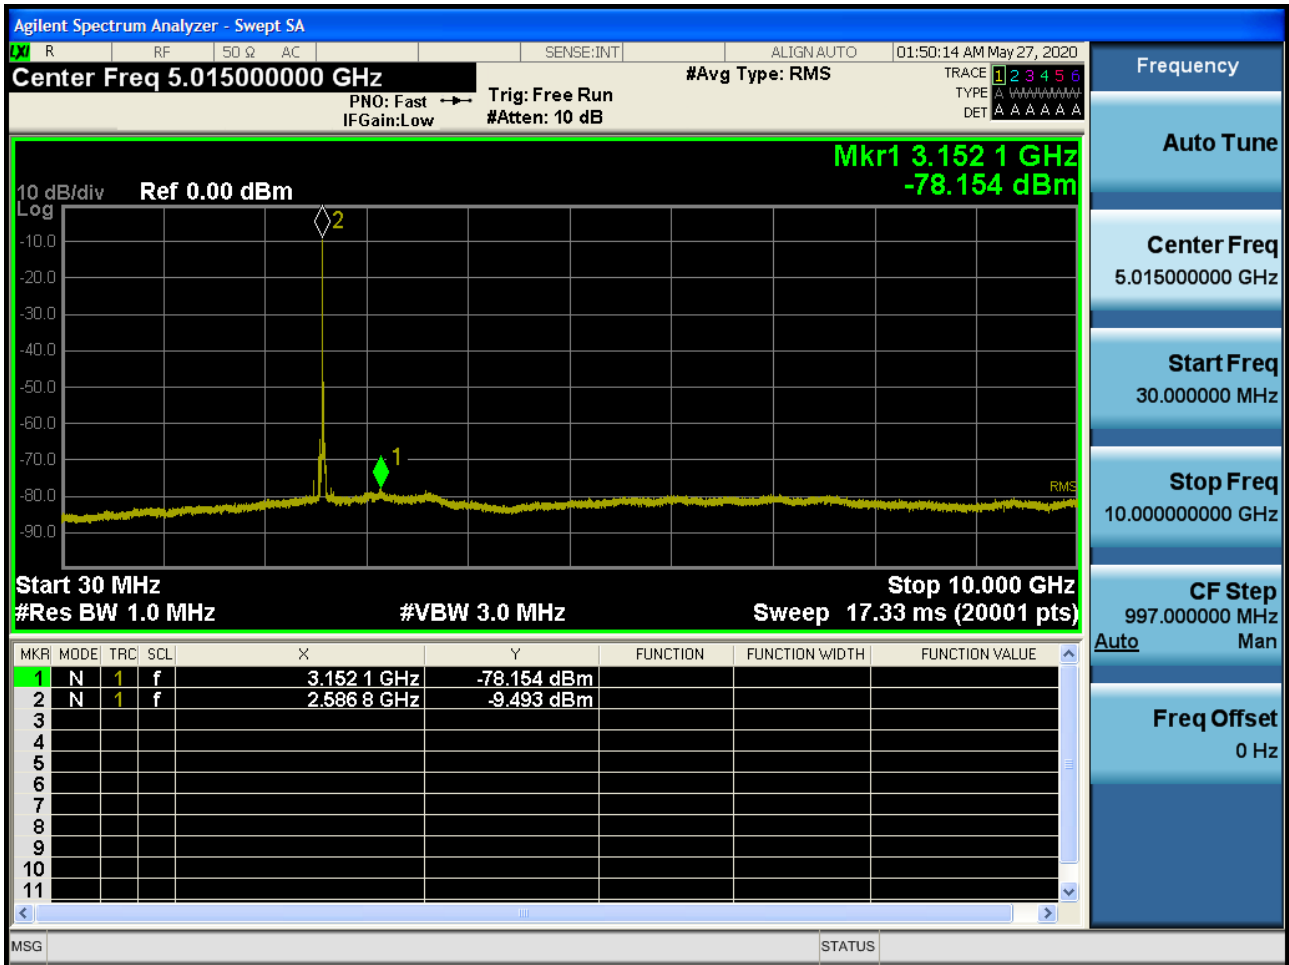 Agilent Spectrum Analyzer - Swept SA
LXI R RF 50 Ω AC SENSE:INT ALIGN AUTO 01:50:14 AM May 27, 2020
Center Freq 5.015000000 GHz
#Avg Type: RMS
TRACE 1 2 3 4 5 6
PNO: Fast Trig: Free Run
TYPE A WWWWW
IFGain:Low #Atten: 10 dB
DET A A A A A A
Mkr1 3.152 1 GHz
-78.154 dBm
10 dB/div Ref 0.00 dBm
Log
2
-10.0
-20.0
-30.0
-40.0
-50.0
-60.0
-70.0
1
-80.0
RMS
-90.0
Start 30 MHz Stop 10.000 GHz
#Res BW 1.0 MHz #VBW 3.0 MHz Sweep 17.33 ms (20001 pts)
MKR MODE TRC SCL X Y FUNCTION FUNCTION WIDTH FUNCTION VALUE
1 N 1 f 3.152 1 GHz -78.154 dBm
2 N 1 f 2.586 8 GHz -9.493 dBm
3
4
5
6
7
8
9
10
11
MSG STATUS
Frequency
Auto Tune
Center Freq
5.015000000 GHz
Start Freq
30.000000 MHz
Stop Freq
10.000000000 GHz
CF Step
997.000000 MHz
Auto Man
Freq Offset
0 Hz